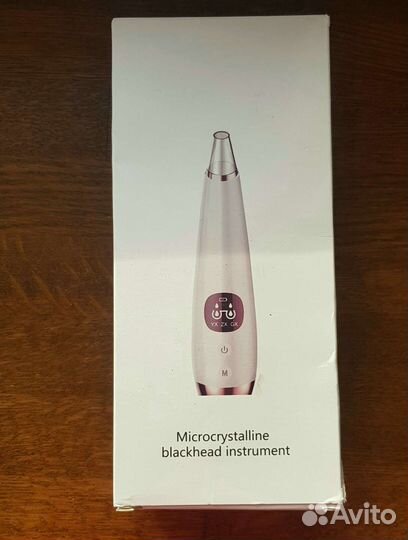 YX ZX GX
M
Microcrystalline
blackhead instrument
Avito